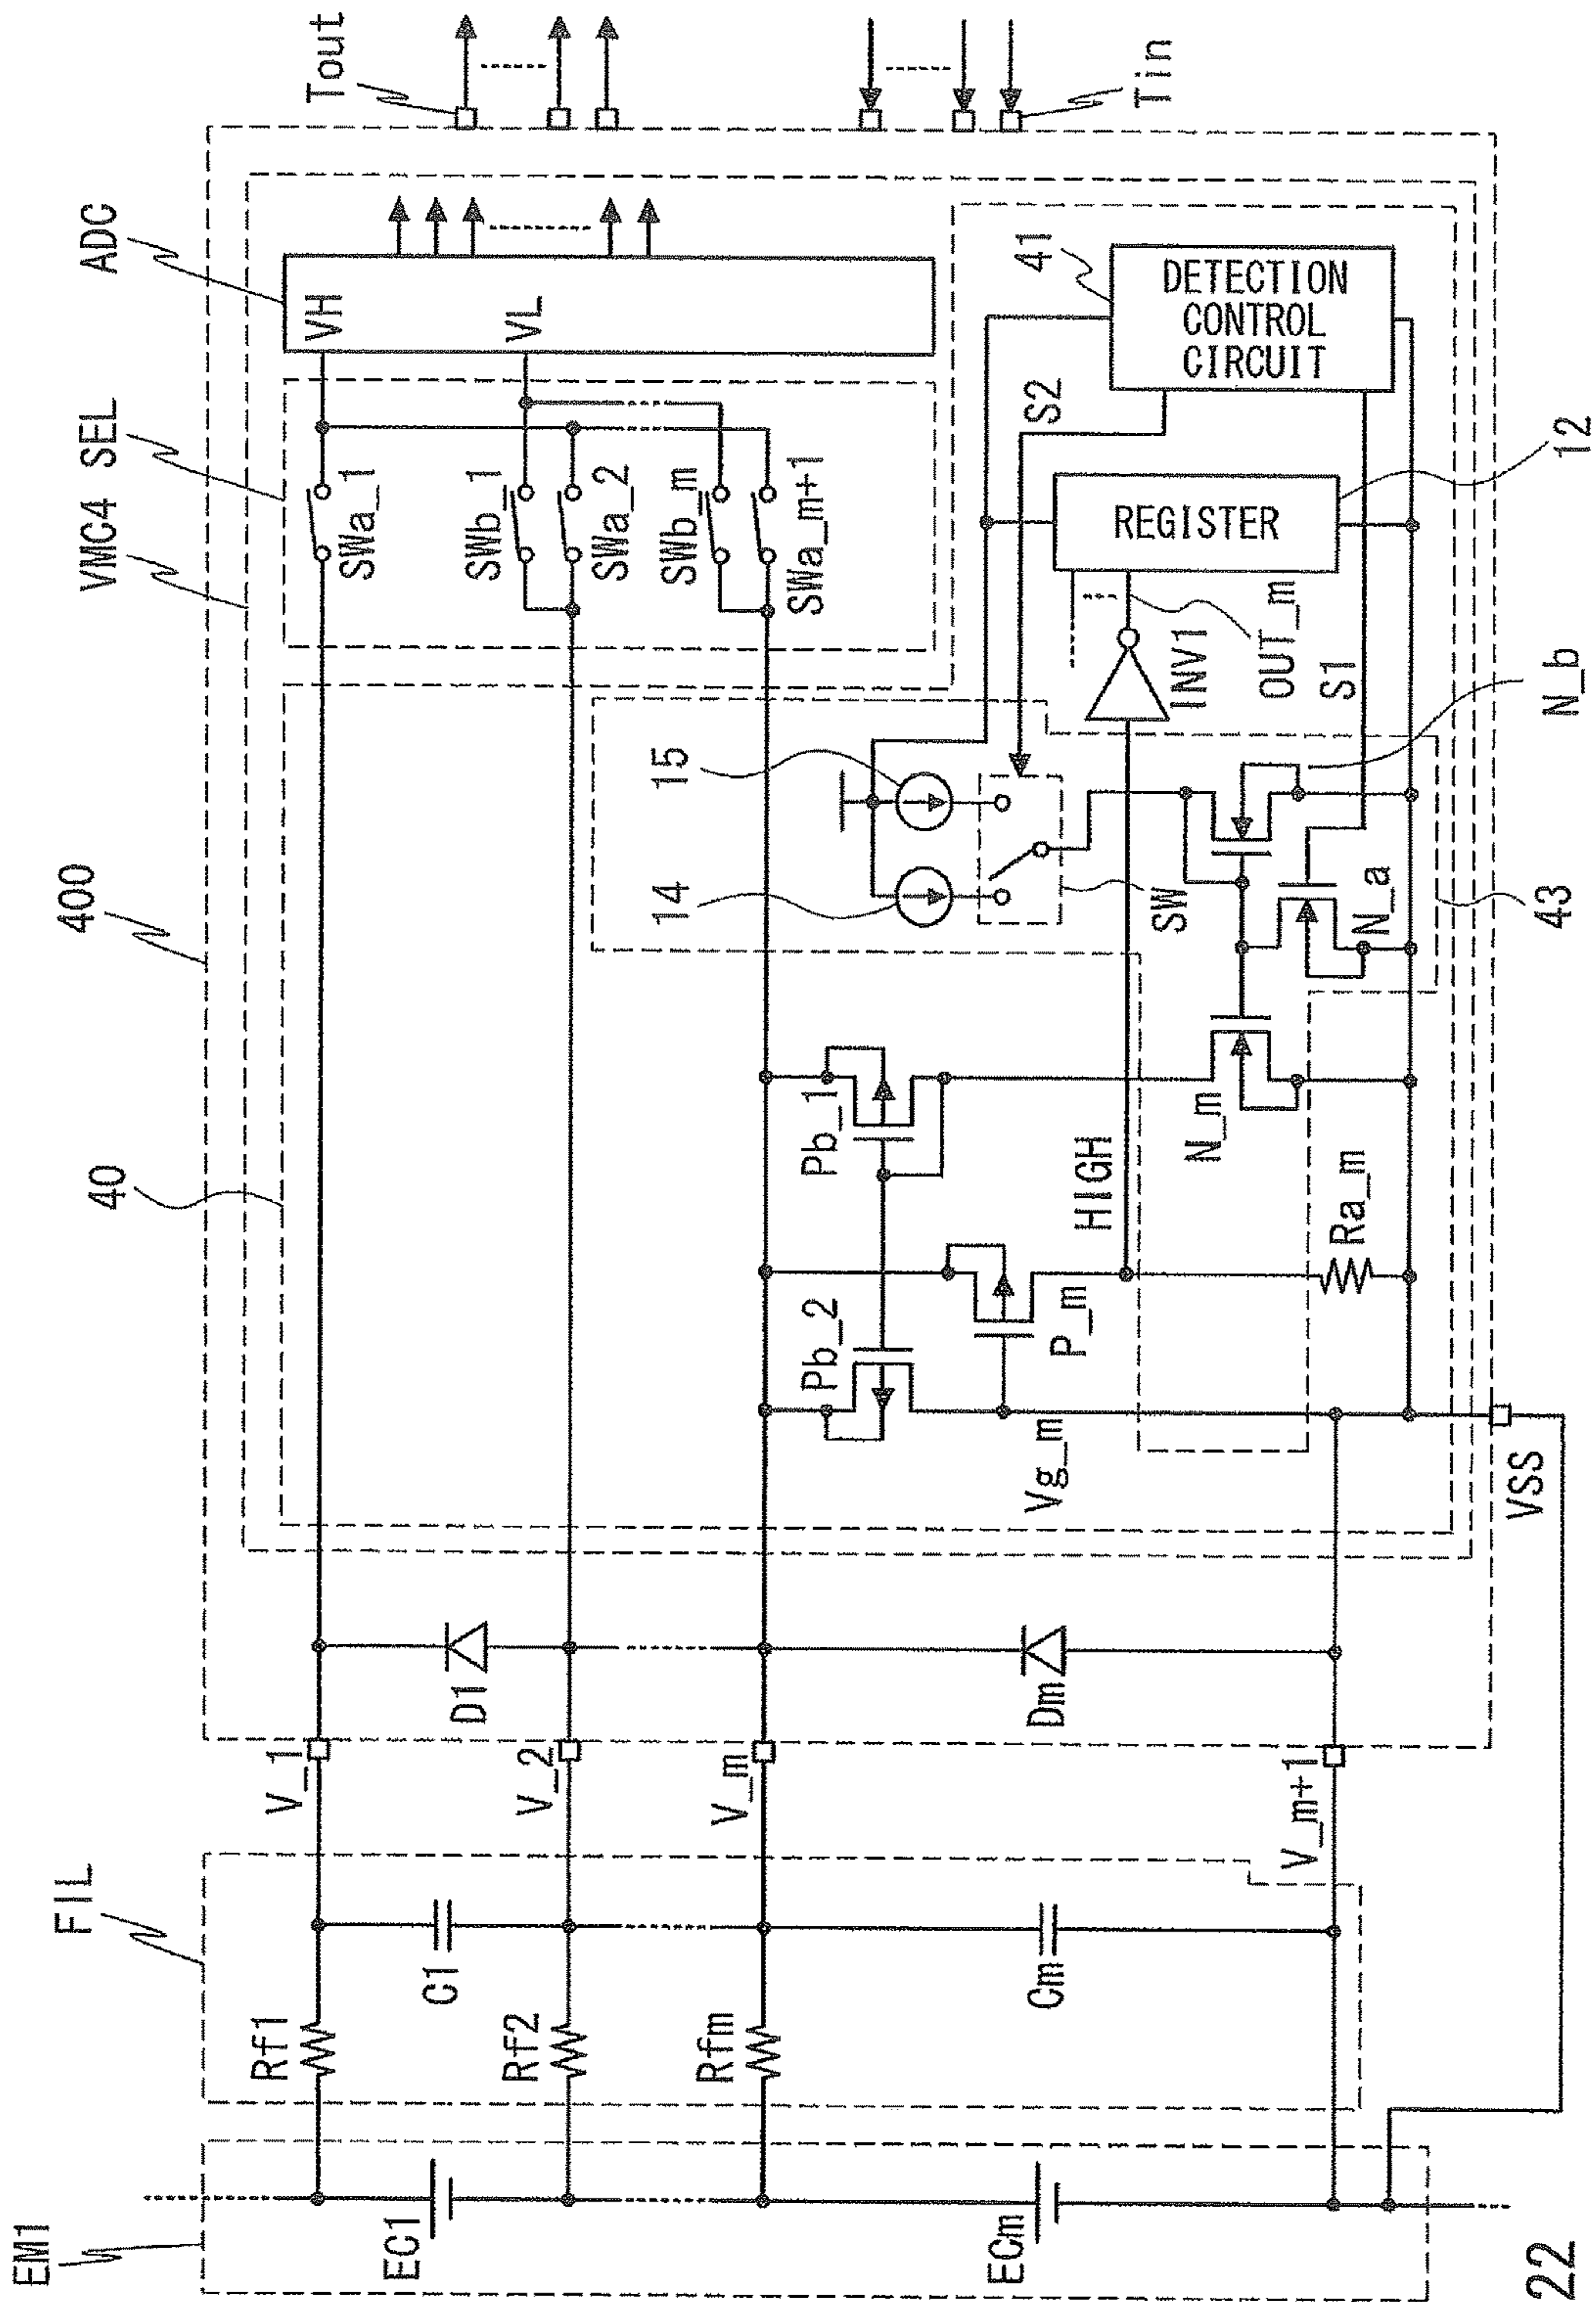 EM1
FIL
40
400
VMC4
SEL
ADC
Tout
Rf1
V_1
VH
SWa_1
EC1
C1
D1
Rf2
V_2
SWb_1
SWa_2
VL
Rfm
V_m
SWb_m
SWa_m+1
Pb_2
Pb_1
14
15
ECm
Cm
Dm
Vg_m
P_m
HIGH
SW
S2
41
DETECTION
CONTROL
CIRCUIT
REGISTER
Tin
N_m
INV1
OUT_m
V_m+1
Ra_m
N_a
S1
VSS
43
N_b
12
22